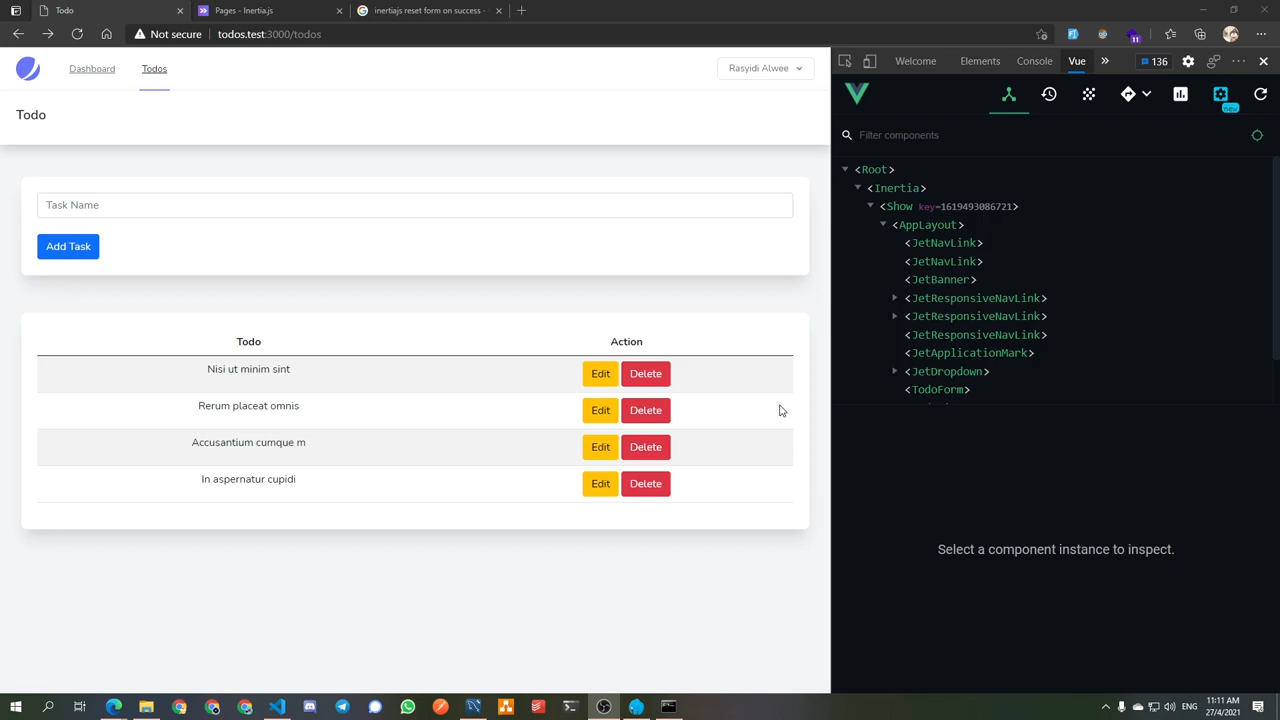 Todo
Pages - Inertia.js
inertiajs reset form on success -
Not secure
todos.test:3000/todos
11
Dashboard
Todos
Rasyidi Alwee
Todo
Task Name
Add Task
Todo
Action
Nisi ut minim sint
Edit
Delete
Rerum placeat omnis
Edit
Delete
Accusantium cumque m
Edit
Delete
In aspernatur cupidi
Edit
Delete
Welcome
Elements
Console
Vue
136
new
Filter components
<Root>
<Inertia>
<Show key=1619493086721>
<AppLayout>
<JetNavLink>
<JetNavLink>
<JetBanner>
<JetResponsiveNavLink>
<JetResponsiveNavLink>
<JetResponsiveNavLink>
<JetApplicationMark>
<JetDropdown>
<TodoForm>
Select a component instance to inspect.
ENG
11:11 AM
27/4/2021